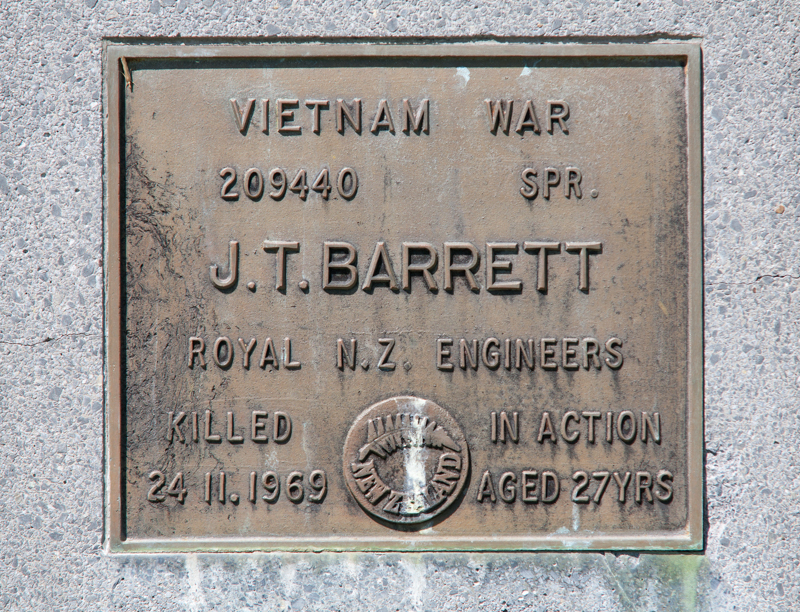 VIETNAM WAR
209440 SPR.
J.T. BARRETT
ROYAL N.Z. ENGINEERS
KILLED IN ACTION
24 11. 1969 AGED 27YRS
NEW ZEALAND